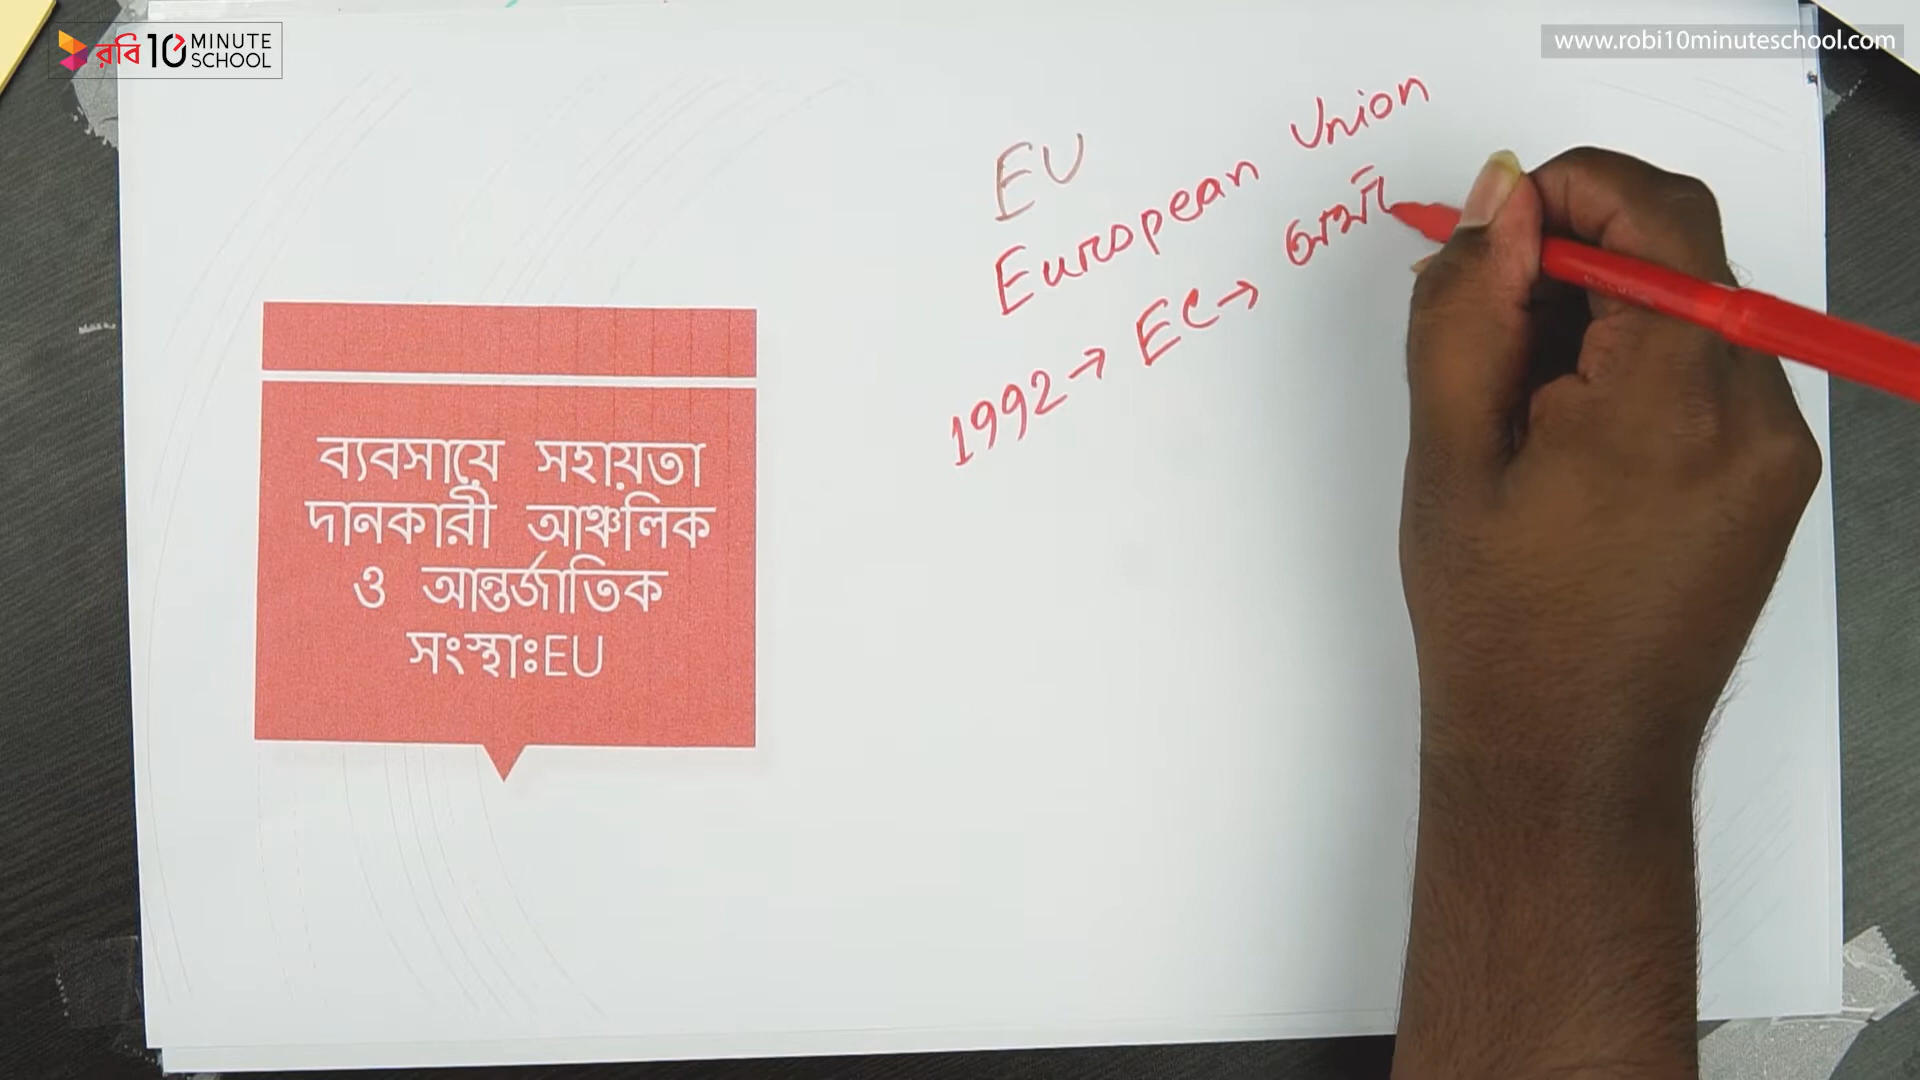 রবি 10 MINUTE SCHOOL
www.robi10minuteschool.com
ব্যবসায়ে সহায়তা
দানকারী আঞ্চলিক
ও আন্তর্জাতিক
সংস্থাঃEU
EU
European Union
1992→ EC→